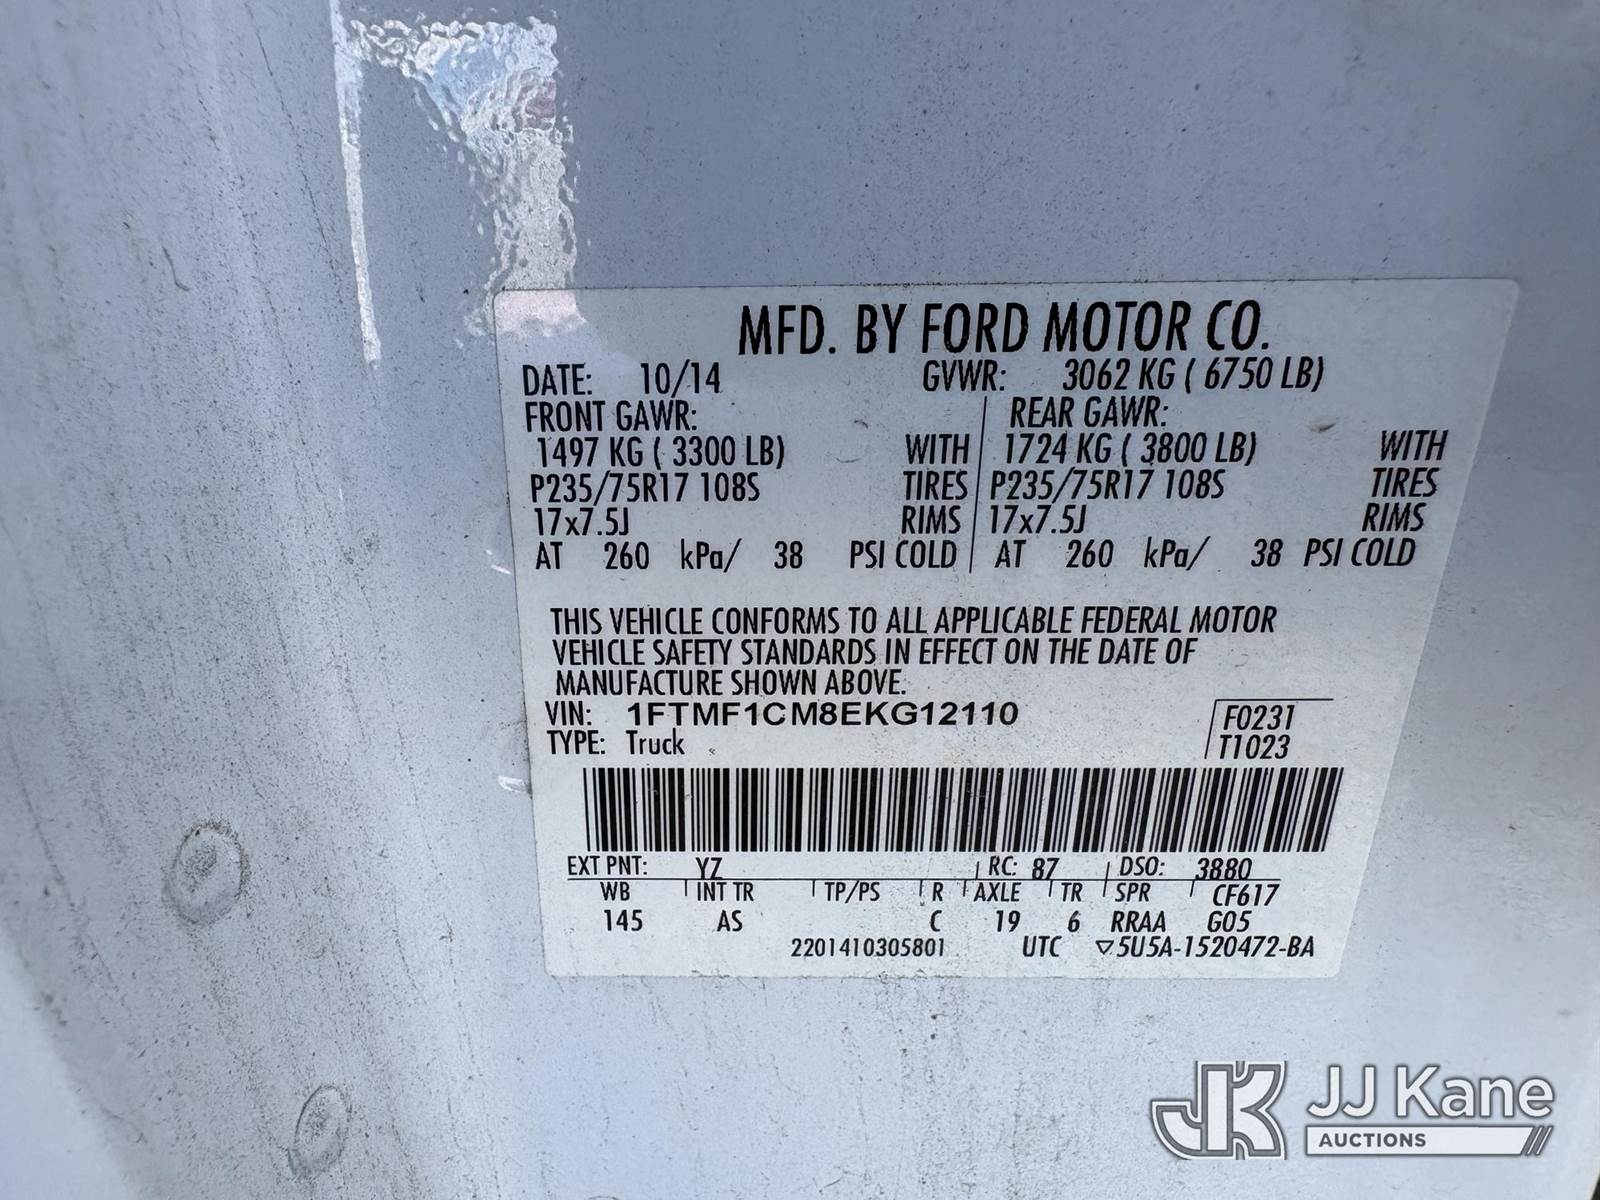 MFD. BY FORD MOTOR CO.
DATE: 10/14 GVWR: 3062 KG ( 6750 LB)
FRONT GAWR: REAR GAWR:
1497 KG ( 3300 LB) WITH 1724 KG ( 3800 LB) WITH
P235/75R17 108S TIRES P235/75R17 108S TIRES
17x7.5J RIMS 17x7.5J RIMS
AT 260 kPa/ 38 PSI COLD AT 260 kPa/ 38 PSI COLD
THIS VEHICLE CONFORMS TO ALL APPLICABLE FEDERAL MOTOR
VEHICLE SAFETY STANDARDS IN EFFECT ON THE DATE OF
MANUFACTURE SHOWN ABOVE.
VIN: 1FTMF1CM8EKG12110 F0231
TYPE: Truck T1023
EXT PNT: YZ RC: 87 DSO: 3880
WB INT TR TP/PS R AXLE TR SPR CF617
145 AS C 19 6 RRAA G05
2201410305801 UTC ▽5U5A-1520472-BA
JK JJ Kane
AUCTIONS